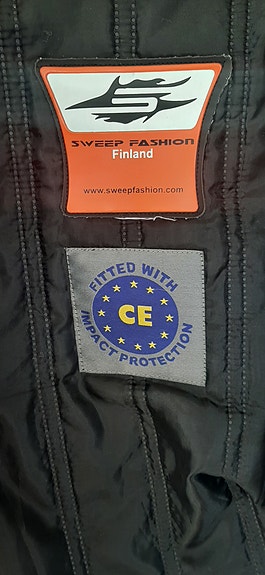 SWEEP FASHION
Finland
www.sweepfashion.com
FITTED WITH
CE
IMPACT PROTECTION